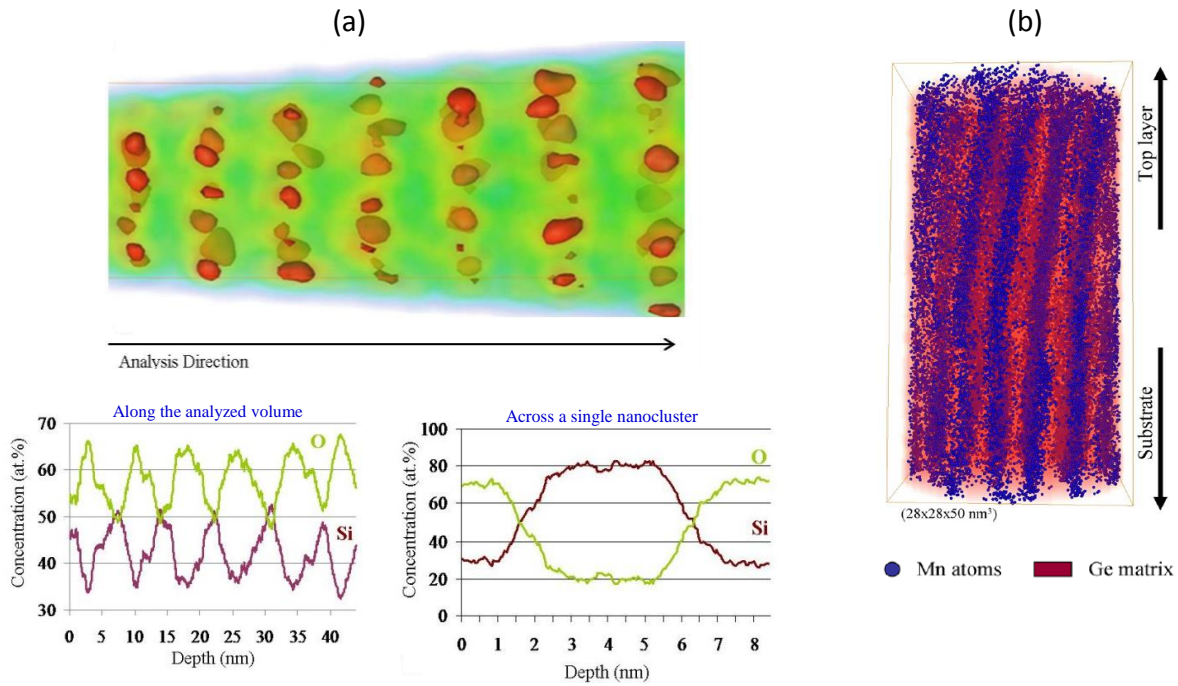 (a)
(b)
Analysis Direction
Top layer
Substrate
(28x28x50 nm³)
Mn atoms
Ge matrix
Along the analyzed volume
Concentration (at.%)
70
60
50
40
30
O
Si
0 5 10 15 20 25 30 35 40
Depth (nm)
Across a single nanocluster
Concentration (at.%)
100
80
60
40
20
0
O
Si
0 1 2 3 4 5 6 7 8
Depth (nm)